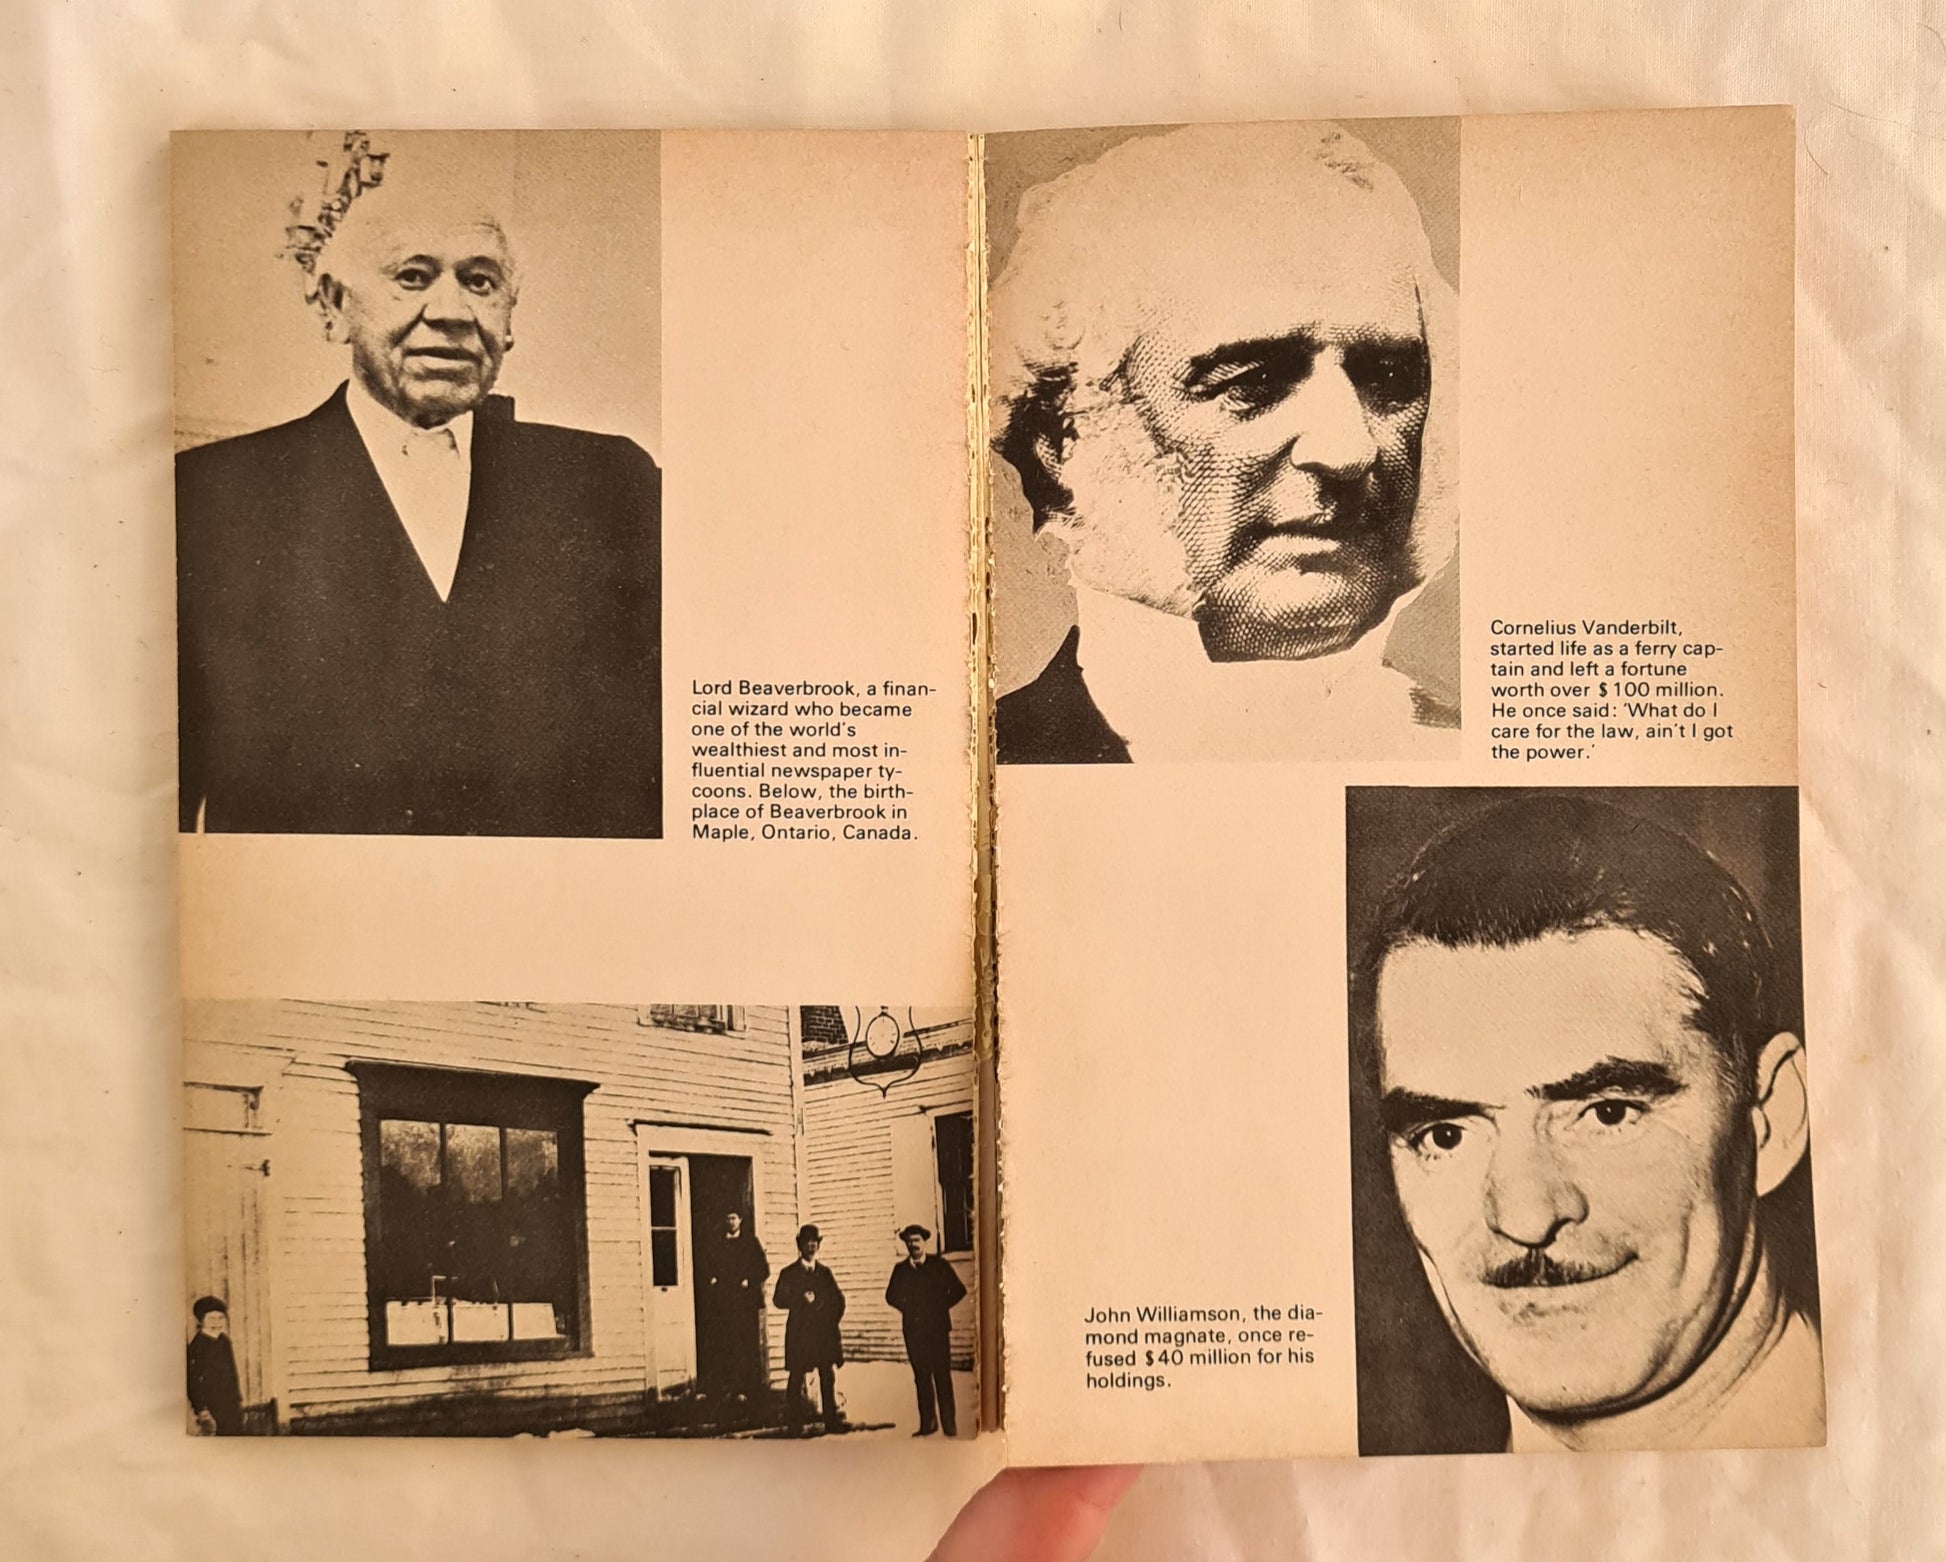 Lord Beaverbrook, a finan-
cial wizard who became
one of the world's
wealthiest and most in-
fluential newspaper ty-
coons. Below, the birth-
place of Beaverbrook in
Maple, Ontario, Canada.
Cornelius Vanderbilt,
started life as a ferry cap-
tain and left a fortune
worth over $100 million.
He once said: 'What do I
care for the law, ain't I got
the power.'
John Williamson, the dia-
mond magnate, once re-
fused $40 million for his
holdings.